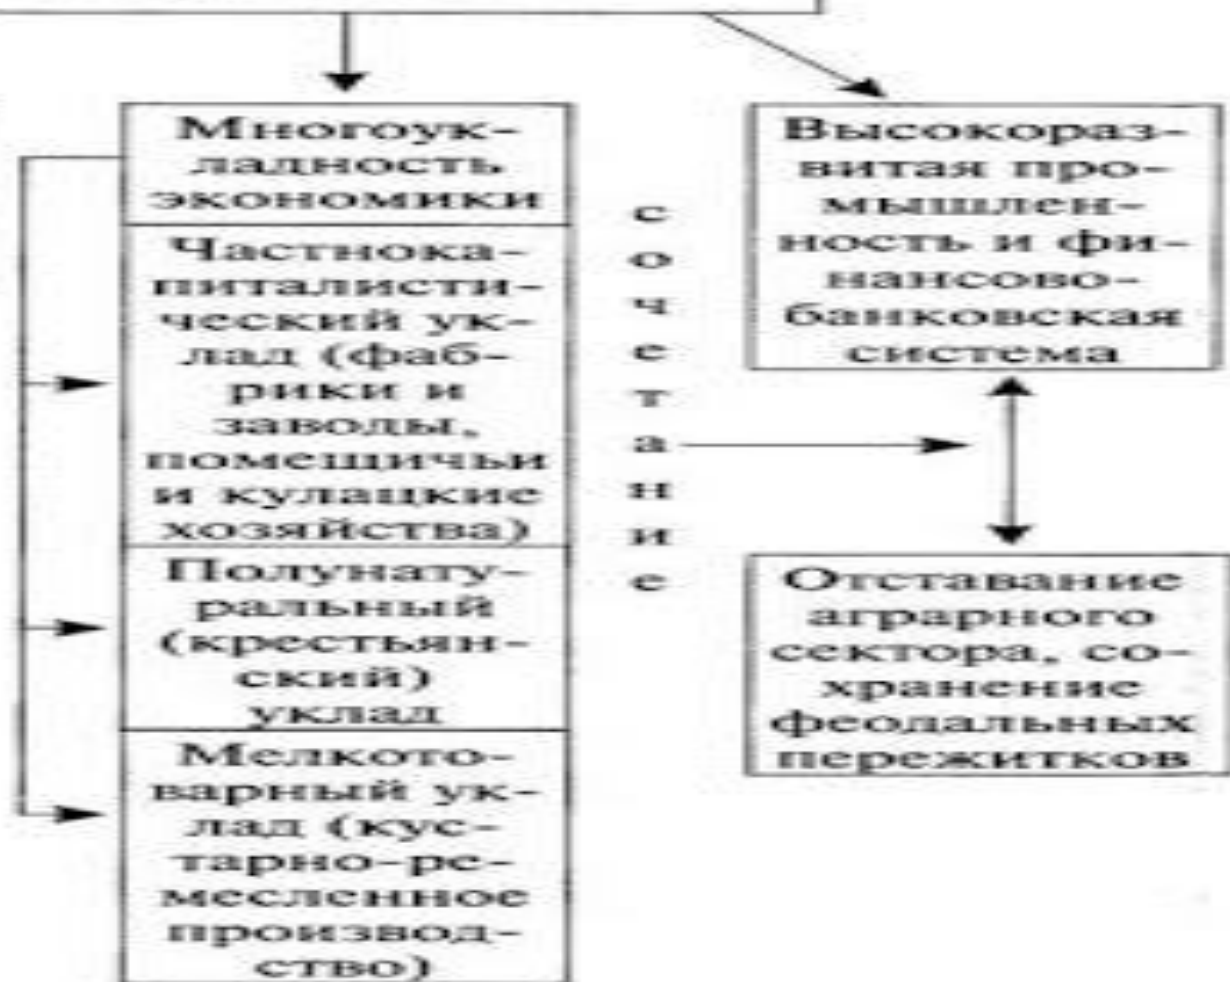 Многоук-
ладность
экономики
Частнока-
питалисти-
ческий ук-
лад (фаб-
рики и
заводы,
помещичьи
и кулацкие
хозяйства)
Полунату-
ральный
(крестьян-
ский)
уклад
Мелкото-
варный ук-
лад (кус-
тарно-ре-
месленное
производ-
ство)
с
о
ч
е
т
а
н
и
е
Высокораз-
витая про-
мышлен-
ность и фи-
нансово-
банковская
система
Отставание
аграрного
сектора, со-
хранение
феодальных
пережитков